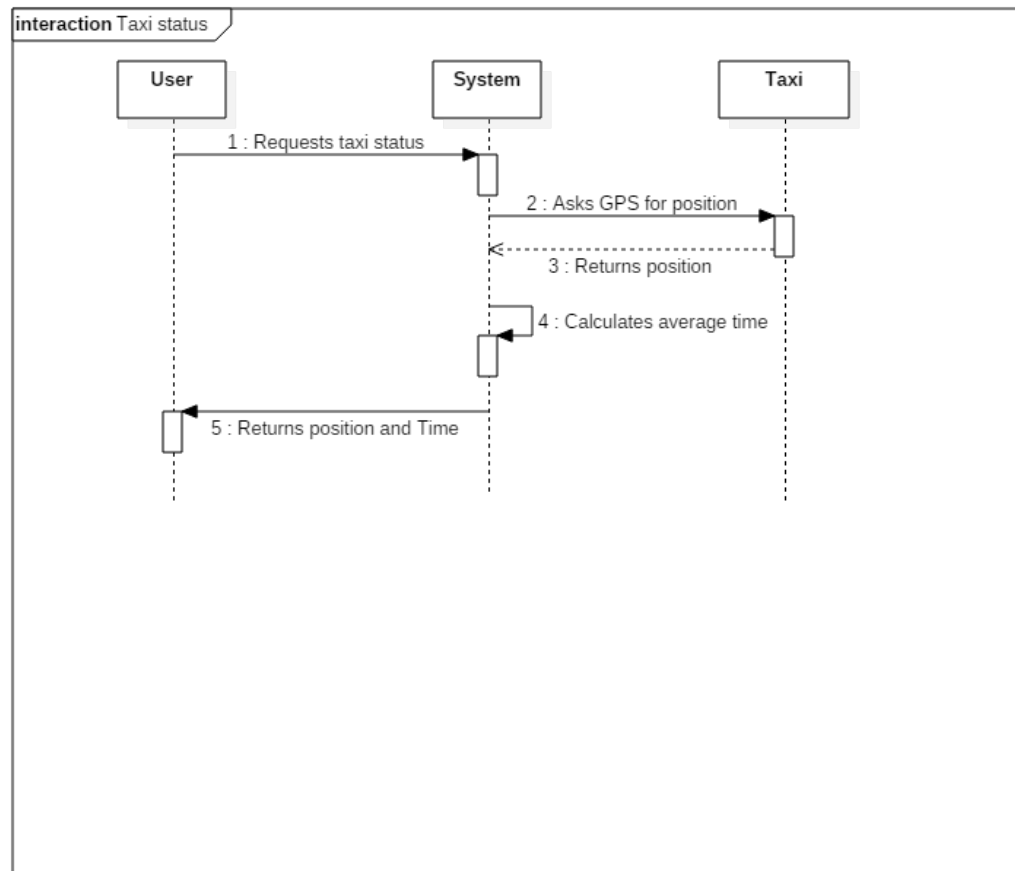 interaction Taxi status
User
System
Taxi
1 : Requests taxi status
2 : Asks GPS for position
3 : Returns position
4 : Calculates average time
5 : Returns position and Time